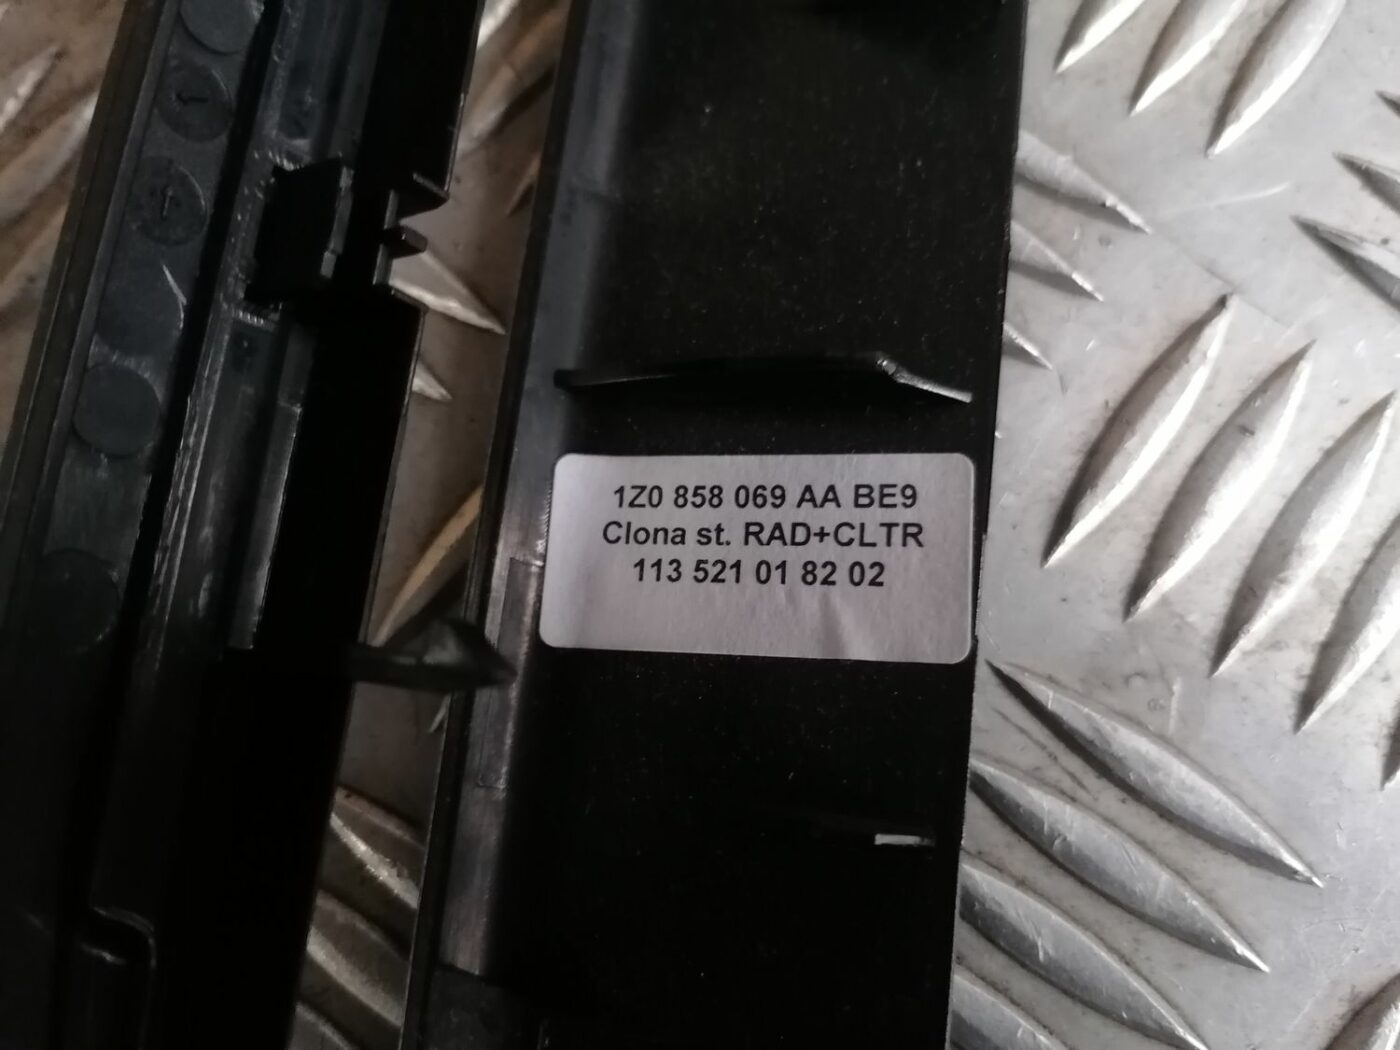 1Z0 858 069 AA BE9
Clona st. RAD+CLTR
113 521 01 82 02